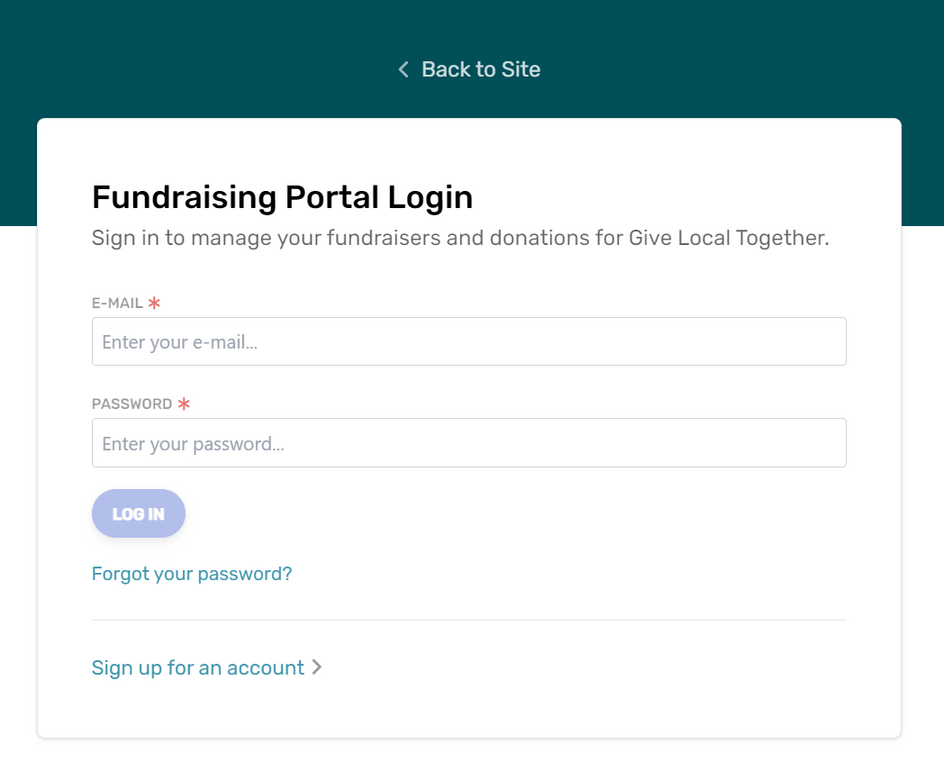 Back to Site
Fundraising Portal Login
Sign in to manage your fundraisers and donations for Give Local Together.
E-MAIL *
Enter your e-mail...
PASSWORD *
Enter your password...
LOG IN
Forgot your password?
Sign up for an account